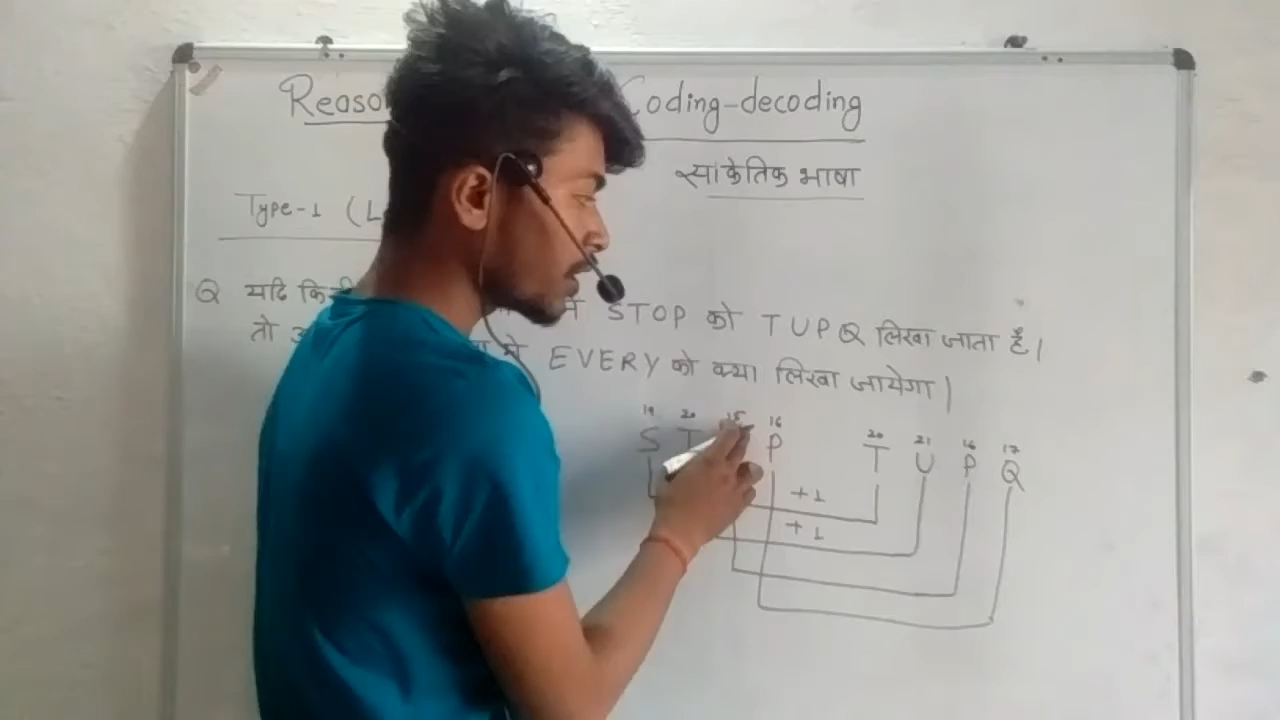 Reaso Coding-decoding
सांकेतिक भाषा
Type-1 (L
Q यदि किसी में STOP को TUPQ लिखा जाता है।
तो में EVERY को क्या लिखा जायेगा।
19 20 15 16 20 21 16 17
S T P T U P Q
+1
+1